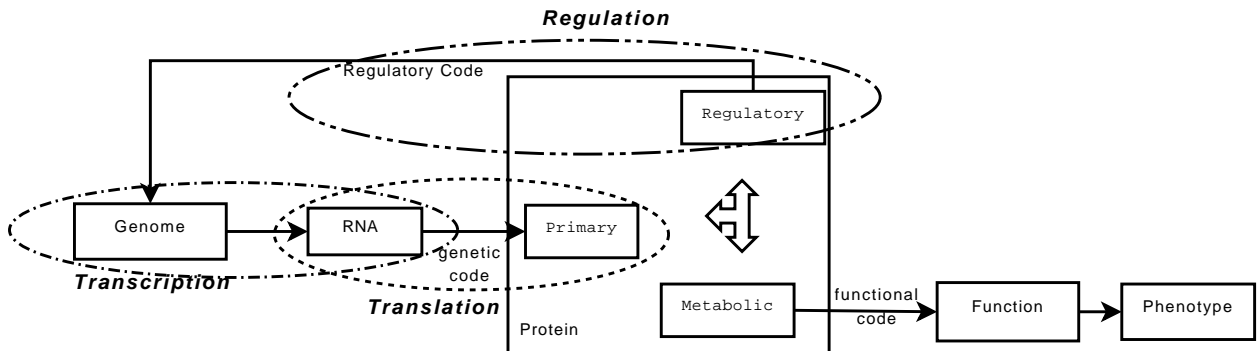 Regulation
Regulatory Code
Regulatory
Genome
RNA
Primary
genetic
code
Transcription
Translation
Metabolic
functional
code
Function
Phenotype
Protein